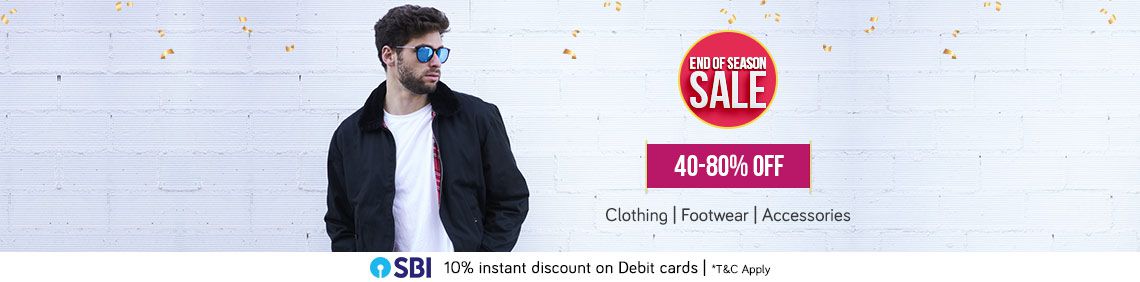 END OF SEASON
SALE
40-80% OFF
Clothing | Footwear | Accessories
SBI 10% instant discount on Debit cards | *T&C Apply